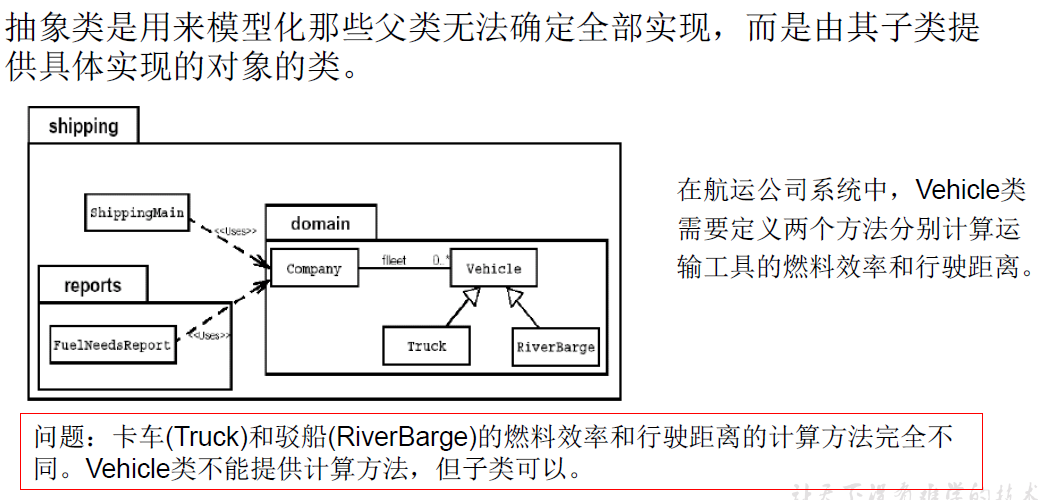 抽象类是用来模型化那些父类无法确定全部实现，而是由其子类提
供具体实现的对象的类。
shipping
ShippingMain
<<Uses>>
domain
Company
fleet
0..*
Vehicle
reports
FuelNeedsReport
<<Uses>>
Truck
RiverBarge
在航运公司系统中，Vehicle类
需要定义两个方法分别计算运
输工具的燃料效率和行驶距离。
问题：卡车(Truck)和驳船(RiverBarge)的燃料效率和行驶距离的计算方法完全不
同。Vehicle类不能提供计算方法，但子类可以。